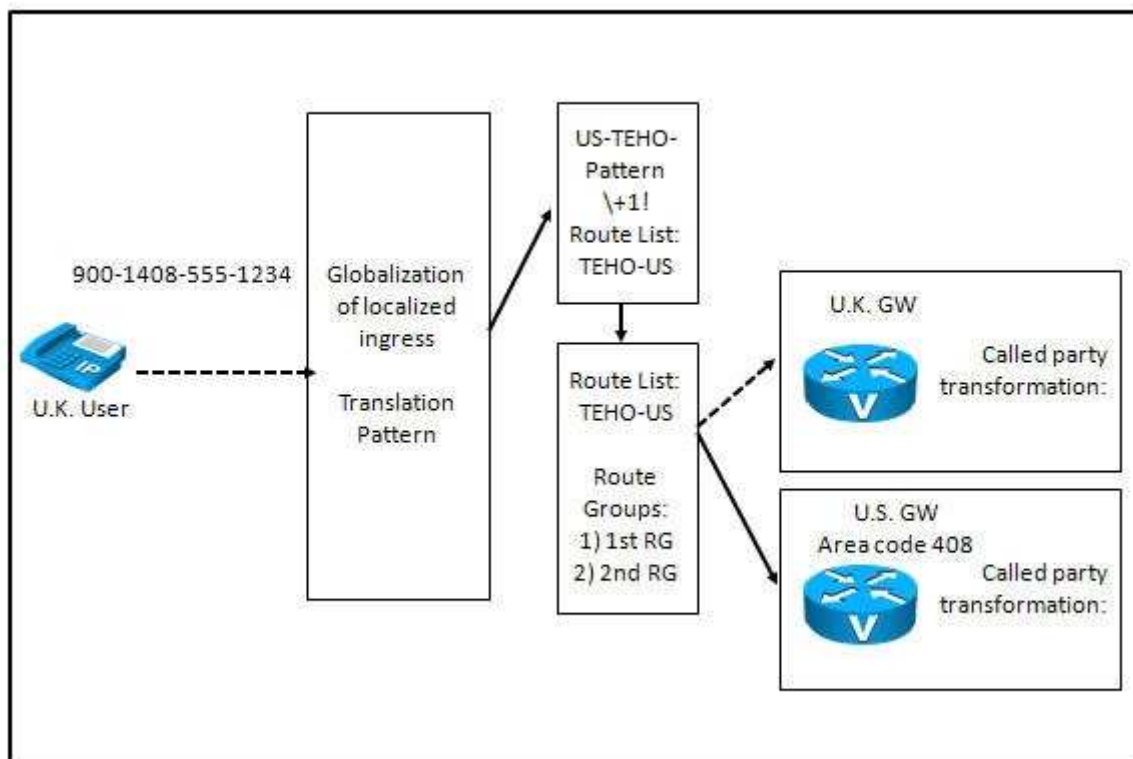 900-1408-555-1234
IP
U.K. User
Globalization
of localized
ingress
Translation
Pattern
US-TEHO-
Pattern
\+1!
Route List:
TEHO-US
Route List:
TEHO-US
Route
Groups:
1) 1st RG
2) 2nd RG
U.K. GW
V
Called party
transformation:
U.S. GW
Area code 408
V
Called party
transformation: